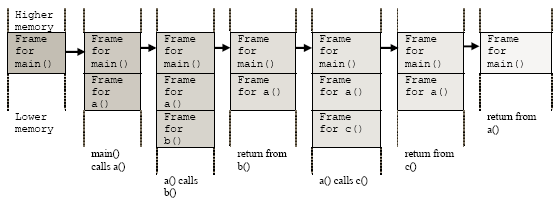 Higher
memory
Frame
for
main()
Lower
memory
Frame
for
main()
Frame
for
a()
main()
calls a()
Frame
for
main()
Frame
for
a()
Frame
for
b()
a() calls
b()
Frame
for
main()
Frame
for a()
return from
b()
Frame
for
main()
Frame
for a()
Frame
for c()
a() calls c()
Frame
for
main()
Frame
for a()
return from
c()
Frame
for
main()
return from
a()